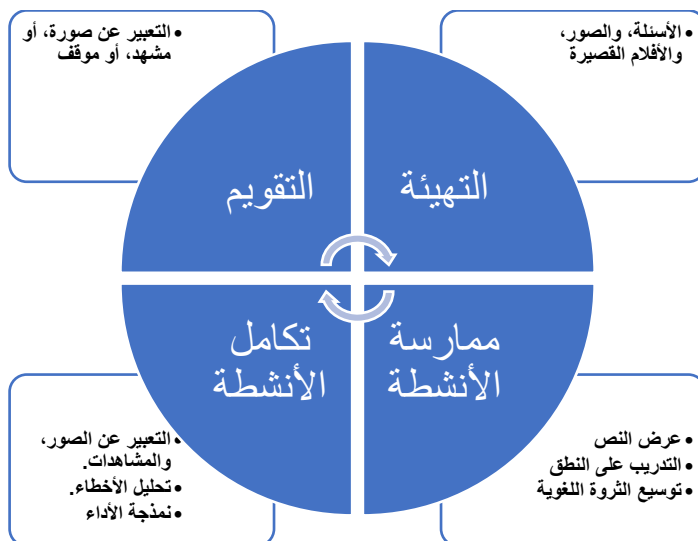 • الأسئلة، والصور،
والأفلام القصيرة
• التعبير عن صورة، أو
مشهد، أو موقف
التهيئة
التقويم
ممارسة
الأنشطة
تكامل
الأنشطة
• عرض النص
• التدريب على النطق
• توسيع الثروة اللغوية
• التعبير عن الصور،
والمشاهدات.
• تحليل الأخطاء.
• نمذجة الأداء